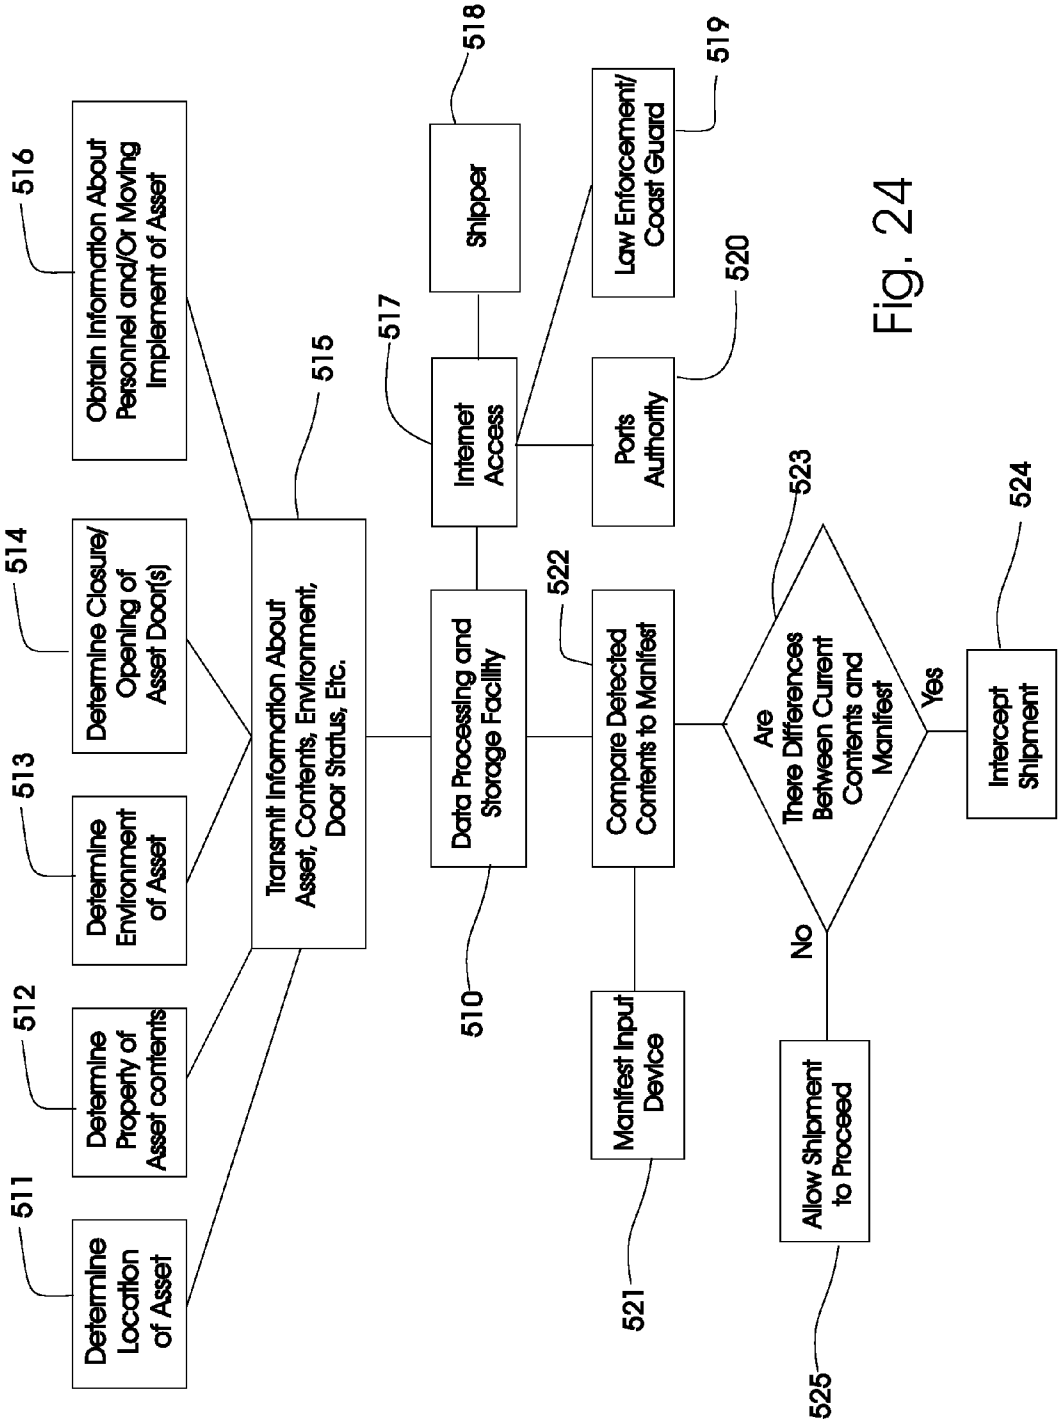 511
Determine
Location
of Asset
512
Determine
Property of
Asset contents
513
Determine
Environment
of Asset
514
Determine Closure/
Opening of
Asset Door(s)
516
Obtain Information About
Personnel and/Or Moving
Implement of Asset
515
Transmit Information About
Asset, Contents, Environment,
Door Status, Etc.
510
Data Processing and
Storage Facility
517
Internet
Access
518
Shipper
521
Manifest Input
Device
522
Compare Detected
Contents to Manifest
520
Ports
Authority
519
Law Enforcement/
Coast Guard
523
Are
There Differences
Between Current
Contents and
Manifest
No
Yes
525
Allow Shipment
to Proceed
524
Intercept
Shipment
Fig. 24